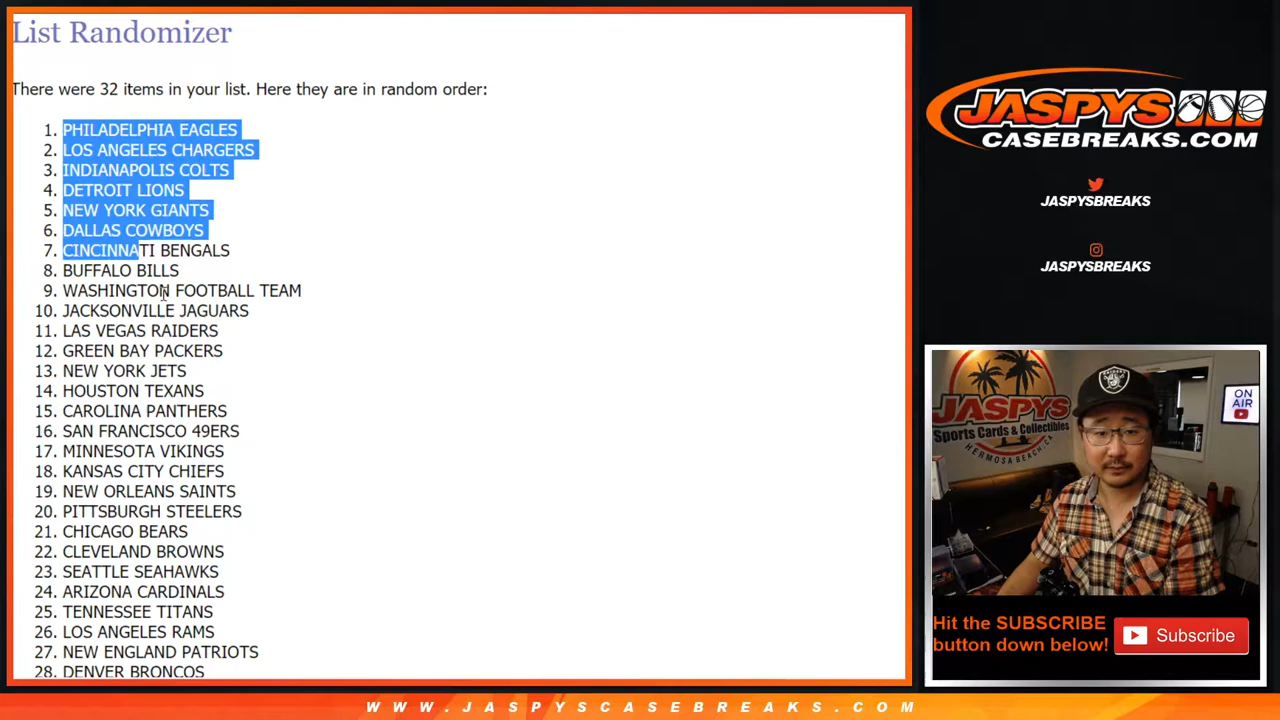 List Randomizer
There were 32 items in your list. Here they are in random order:
1. PHILADELPHIA EAGLES
2. LOS ANGELES CHARGERS
3. INDIANAPOLIS COLTS
4. DETROIT LIONS
5. NEW YORK GIANTS
6. DALLAS COWBOYS
7. CINCINNATI BENGALS
8. BUFFALO BILLS
9. WASHINGTON FOOTBALL TEAM
10. JACKSONVILLE JAGUARS
11. LAS VEGAS RAIDERS
12. GREEN BAY PACKERS
13. NEW YORK JETS
14. HOUSTON TEXANS
15. CAROLINA PANTHERS
16. SAN FRANCISCO 49ERS
17. MINNESOTA VIKINGS
18. KANSAS CITY CHIEFS
19. NEW ORLEANS SAINTS
20. PITTSBURGH STEELERS
21. CHICAGO BEARS
22. CLEVELAND BROWNS
23. SEATTLE SEAHAWKS
24. ARIZONA CARDINALS
25. TENNESSEE TITANS
26. LOS ANGELES RAMS
27. NEW ENGLAND PATRIOTS
28. DENVER BRONCOS
JASPYS
CASEBREAKS.COM
JASPYSBREAKS
JASPYSBREAKS
JASPYS
Sports Cards & Collectibles
HERMOSA BEACH, CA
RAIDERS
ON
AIR
Hit the SUBSCRIBE
button down below!
Subscribe
WWW.JASPYSCASEBREAKS.COM